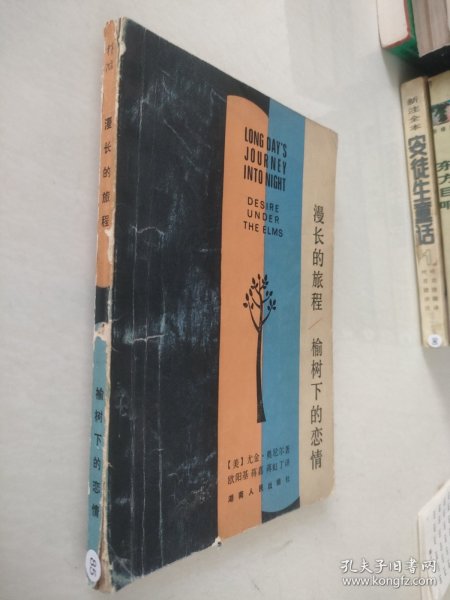 漫长的旅程
榆树下的恋情
85
LONG DAY'S
JOURNEY
INTO NIGHT
DESIRE
UNDER
THE ELMS
漫长的旅程／榆树下的恋情
【美】尤金·奥尼尔著
欧阳基 陈嘉 蒋虹丁译
湖南人民出版社
新注全本
安徒生童话
1
孔夫子旧书网
www.kongfz.com